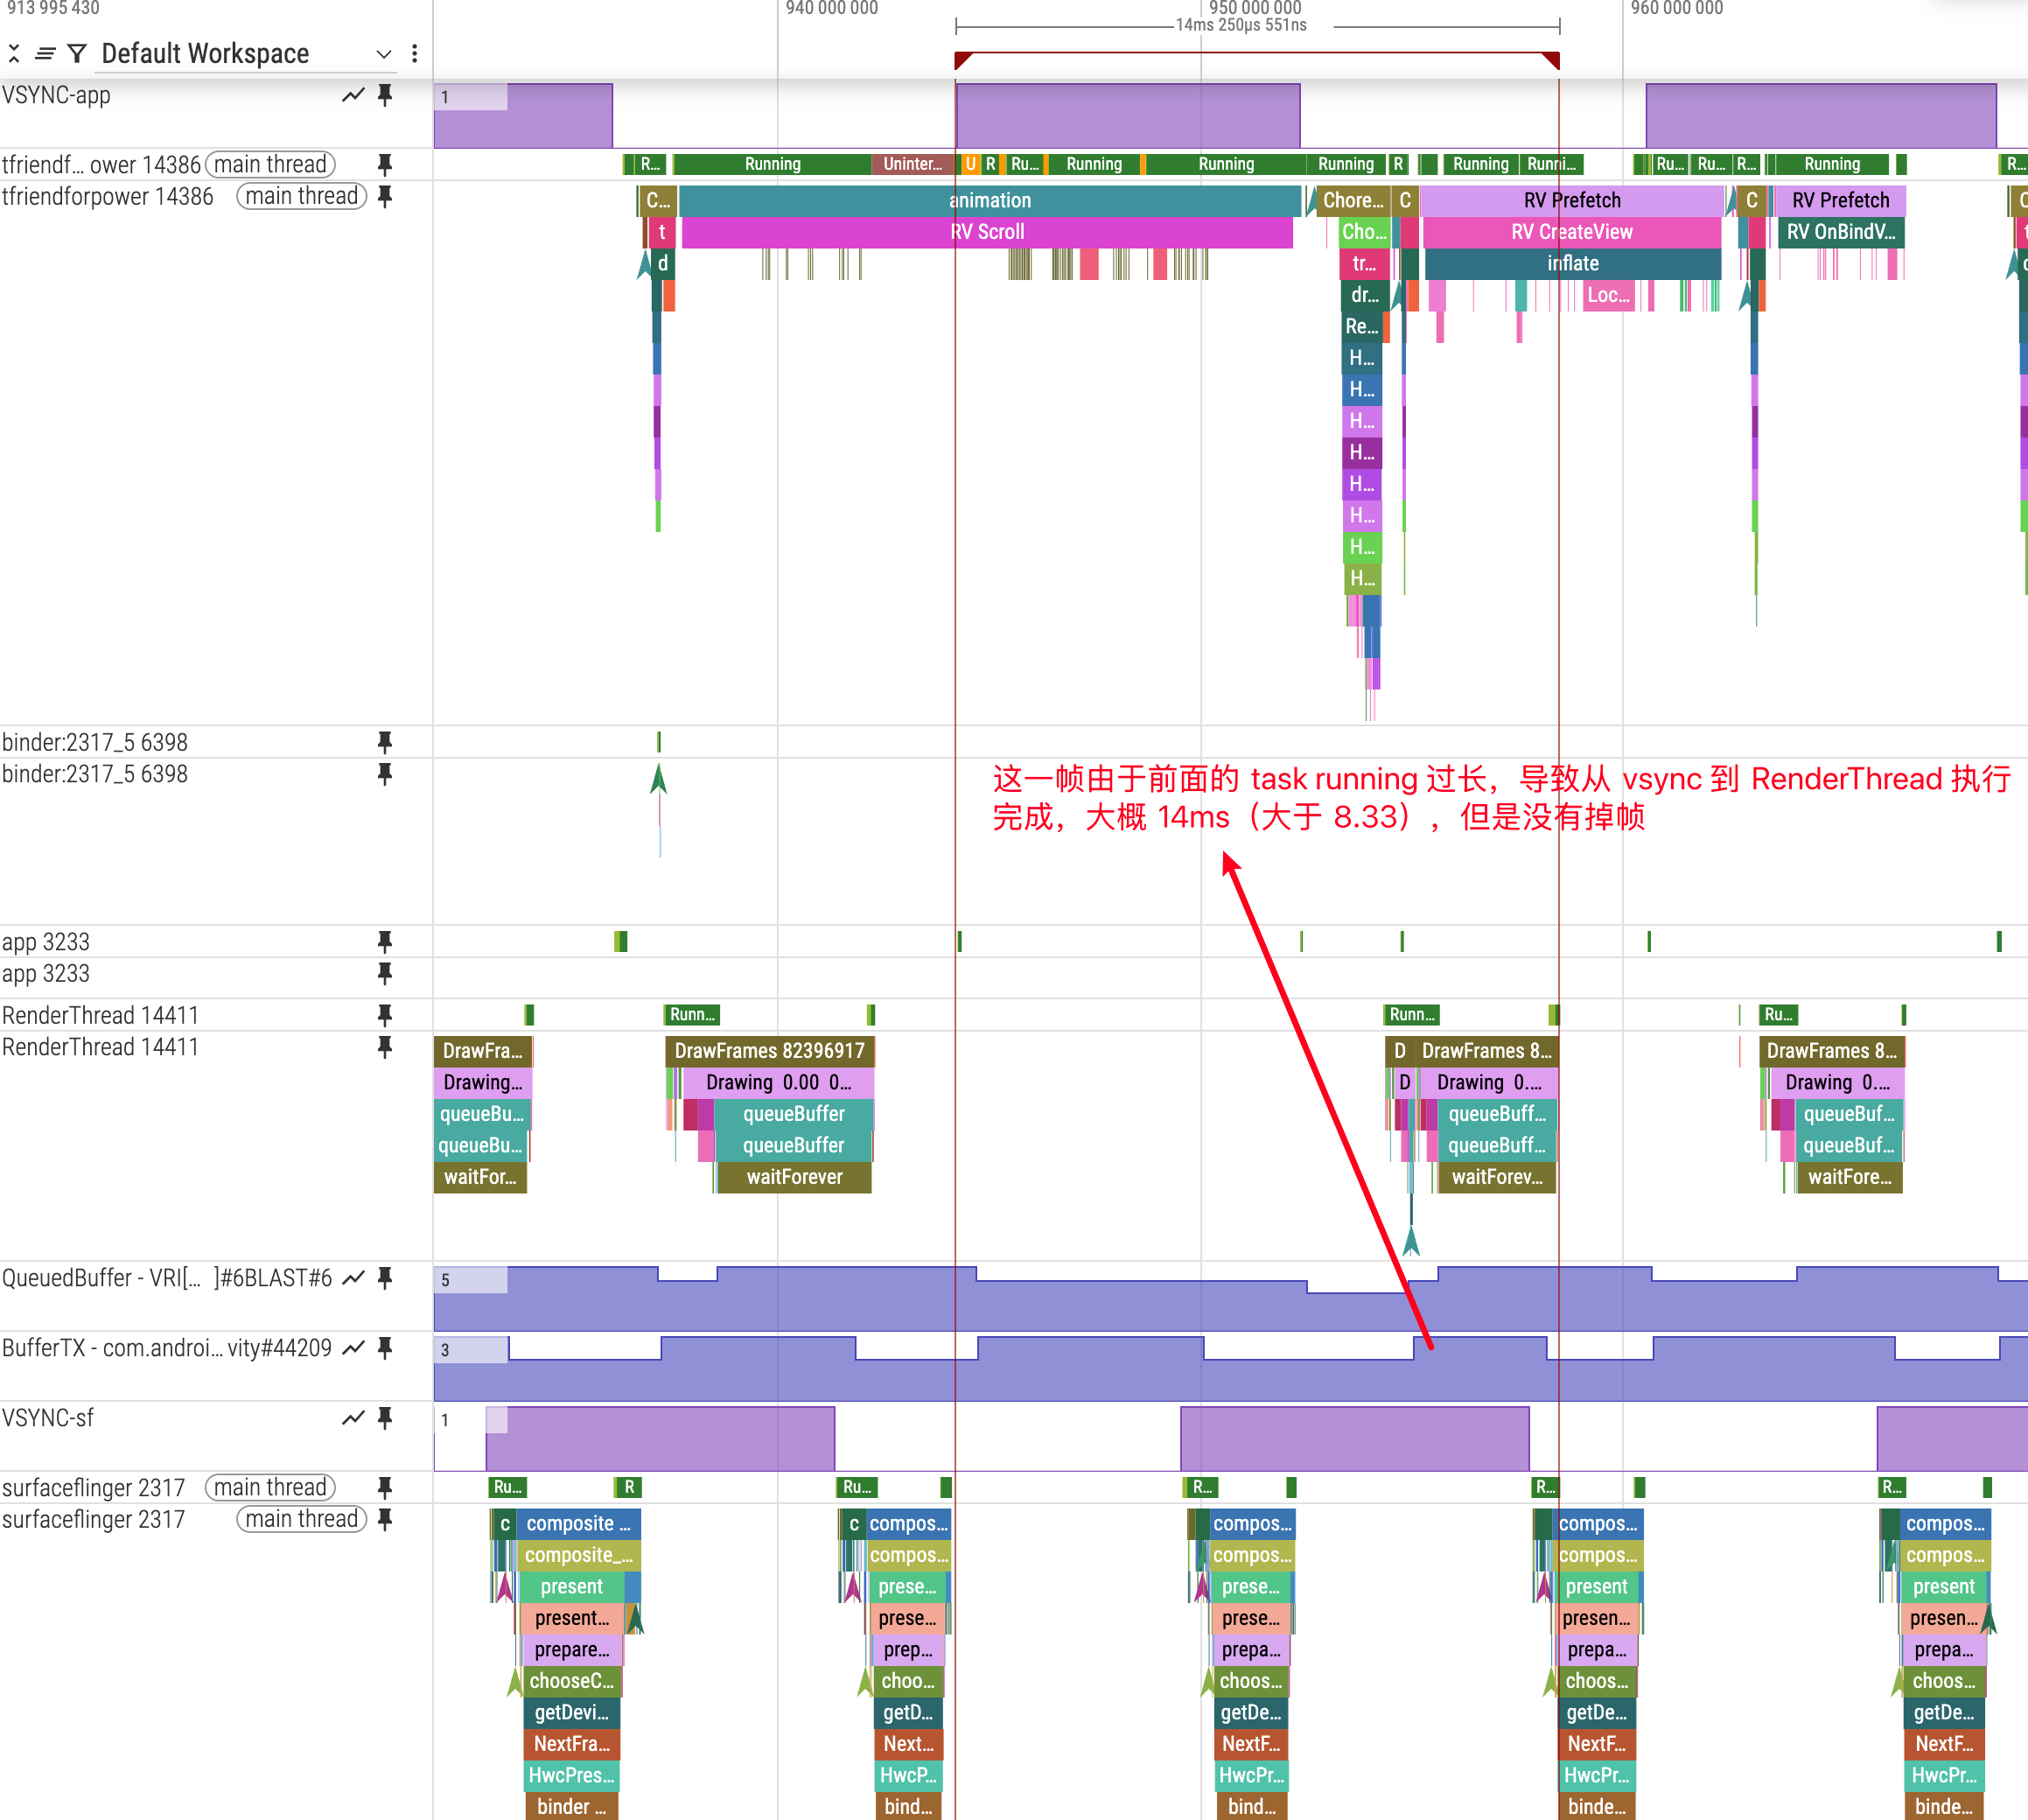 913 995 430
940 000 000
950 000 000
960 000 000
14ms 250µs 551ns
Default Workspace
VSYNC-app
1
tfriendf... ower 14386 main thread
R... Running Uninter... U R Ru... Running Running Running R Running Runni... Ru... Ru... R... Running R...
tfriendforpower 14386 main thread
C... animation Chore... C RV Prefetch C RV Prefetch C
t RV Scroll Cho... RV CreateView RV OnBindV...
d tr... inflate
dr... Loc...
Re...
H...
H...
H...
H...
H...
H...
H...
H...
binder:2317_5 6398
binder:2317_5 6398
这一帧由于前面的 task running 过长，导致从 vsync 到 RenderThread 执行
完成，大概 14ms（大于 8.33），但是没有掉帧
app 3233
app 3233
RenderThread 14411
Runn... Runn... Ru...
RenderThread 14411
DrawFra... DrawFrames 82396917 D DrawFrames 8... DrawFrames 8...
Drawing... Drawing 0.00 0... D Drawing 0.... Drawing 0....
queueBu... queueBuffer queueBuff... queueBuf...
queueBu... queueBuffer queueBuff... queueBuf...
waitFor... waitForever waitForev... waitFore...
QueuedBuffer - VRI[... ]#6BLAST#6
5
BufferTX - com.androi... vity#44209
3
VSYNC-sf
1
surfaceflinger 2317 main thread
Ru... R Ru... R... R... R...
surfaceflinger 2317 main thread
c composite ... c compos... compos... compos... compos...
composite_... compos... compos... compos... compos...
present prese... prese... present present
present... prese... prese... presen... presen...
prepare... prep... prepa... prepa... prepa...
chooseC... choo... choos... choos... choos...
getDevi... getD... getDe... getDe... getDe...
NextFra... Next... NextF... NextF... NextF...
HwcPres... HwcP... HwcPr... HwcPr... HwcPr...
binder ... bind... bind... binde... binde...